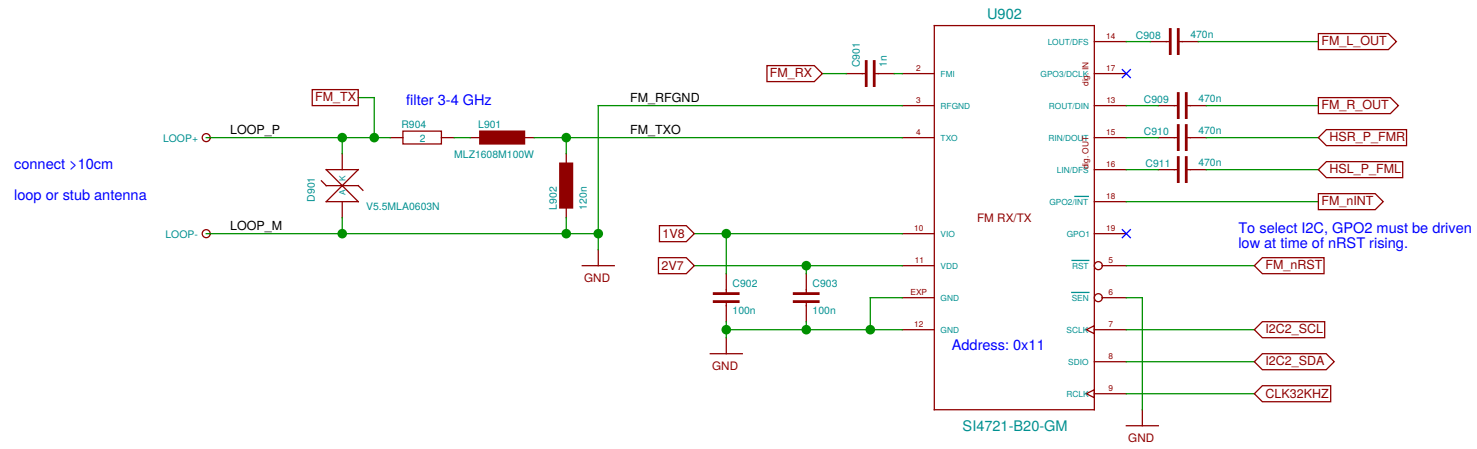 U902
FM_RX
C901
1n
2
FMI
LOUT/DFS
14
C908
470n
FM_L_OUT
GPO3/DCLK
17
dig. IN
FM_TX
filter 3-4 GHz
FM_RFGND
3
RFGND
ROUT/DIN
13
C909
470n
FM_R_OUT
LOOP+
LOOP_P
R904
2
L901
MLZ1608M100W
FM_TXO
4
TXO
RIN/DOUT
15
C910
470n
HSR_P_FMR
dig. OUT
connect >10cm
loop or stub antenna
D901
A
K
V5.5MLA0603N
L902
120n
LIN/DFS
16
C911
470n
HSL_P_FML
GPO2/INT
18
FM_nINT
FM RX/TX
LOOP-
LOOP_M
GND
1V8
10
VIO
GPO1
19
To select I2C, GPO2 must be driven
low at time of nRST rising.
2V7
11
VDD
RST
5
FM_nRST
C902
100n
C903
100n
EXP
GND
SEN
6
12
GND
SCLK
7
I2C2_SCL
Address: 0x11
GND
SDIO
8
I2C2_SDA
RCLK
9
CLK32KHZ
SI4721-B20-GM
GND